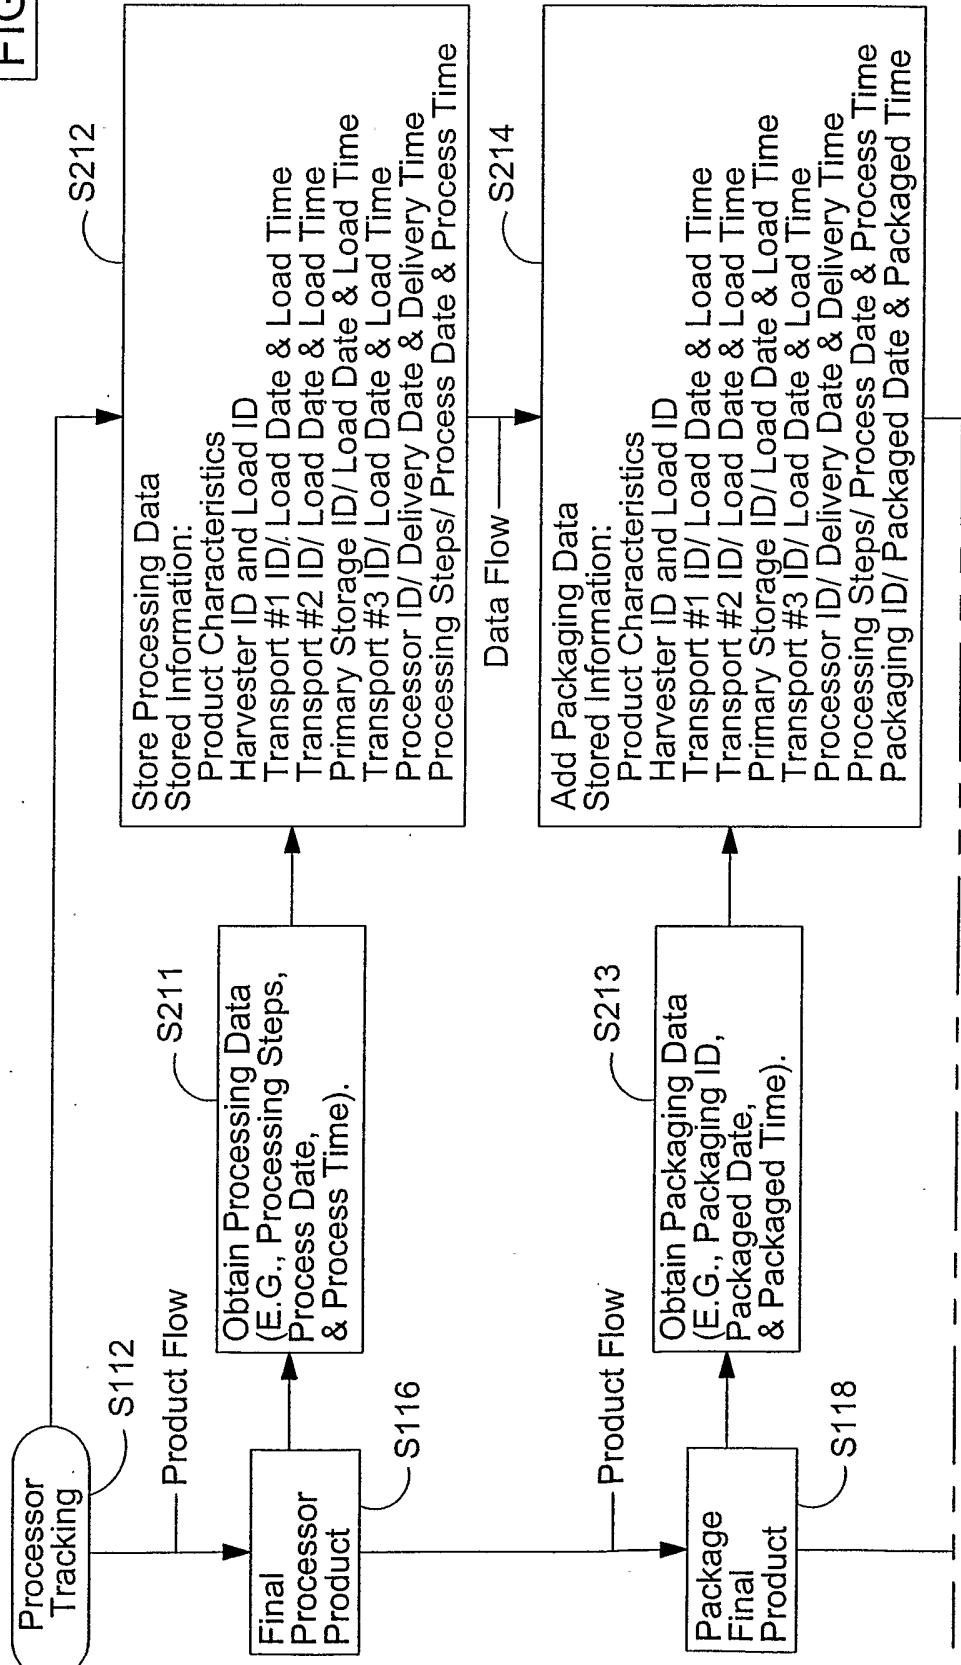 FIG
Processor
Tracking
S112
Product Flow
Final
Processor
Product
S116
Obtain Processing Data
(E.G., Processing Steps,
Process Date,
& Process Time).
S211
Store Processing Data
Stored Information:
Product Characteristics
Harvester ID and Load ID
Transport #1 ID/. Load Date & Load Time
Transport #2 ID/ Load Date & Load Time
Primary Storage ID/ Load Date & Load Time
Transport #3 ID/ Load Date & Load Time
Processor ID/ Delivery Date & Delivery Time
Processing Steps/ Process Date & Process Time
S212
Data Flow
Product Flow
Package
Final
Product
S118
Obtain Packaging Data
(E.G., Packaging ID,
Packaged Date,
& Packaged Time).
S213
Add Packaging Data
Stored Information:
Product Characteristics
Harvester ID and Load ID
Transport #1 ID/ Load Date & Load Time
Transport #2 ID/ Load Date & Load Time
Primary Storage ID/ Load Date & Load Time
Transport #3 ID/ Load Date & Load Time
Processor ID/ Delivery Date & Delivery Time
Processing Steps/ Process Date & Process Time
Packaging ID/ Packaged Date & Packaged Time
S214